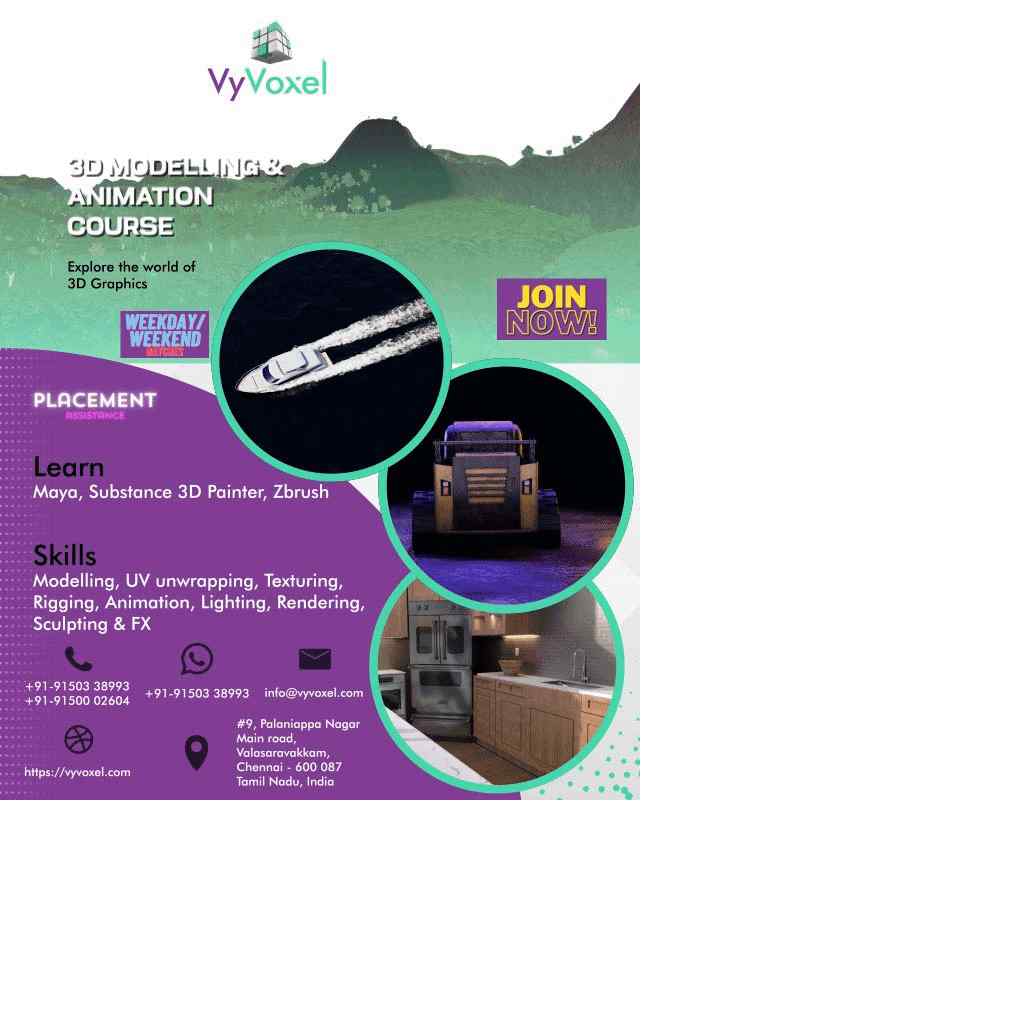 VyVoxel
3D MODELLING &
ANIMATION
COURSE
Explore the world of
3D Graphics
WEEKDAY/
WEEKEND
BATCHES
JOIN
NOW!
PLACEMENT
ASSISTANCE
Learn
Maya, Substance 3D Painter, Zbrush
Skills
Modelling, UV unwrapping, Texturing,
Rigging, Animation, Lighting, Rendering,
Sculpting & FX
+91-91503 38993
+91-91500 02604
+91-91503 38993
info@vyvoxel.com
https://vyvoxel.com
#9, Palaniappa Nagar
Main road,
Valasaravakkam,
Chennai - 600 087
Tamil Nadu, India